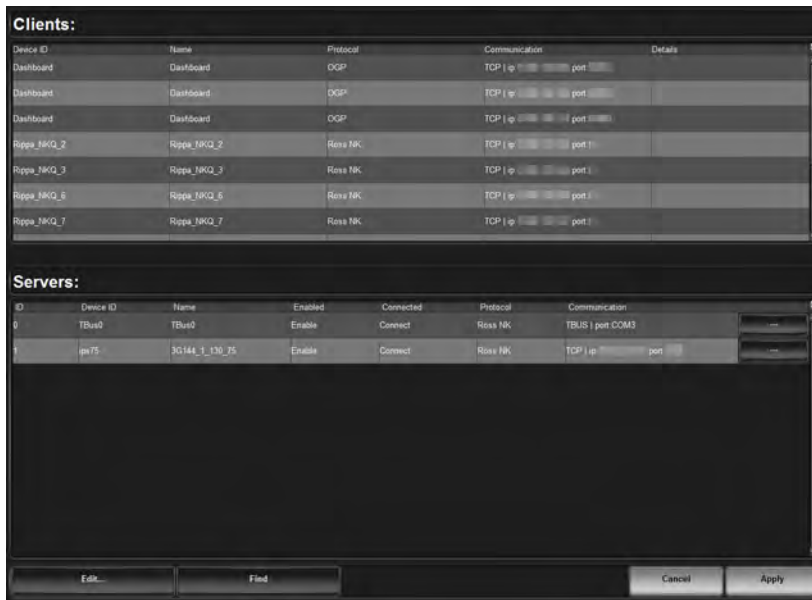 Clients:
Device ID Name Protocol Communication Details
Dashboard Dashboard OGP TCP | ip port
Dashboard Dashboard OGP TCP | ip port
Dashboard Dashboard OGP TCP | ip port
Rippa_NKQ_2 Rippa_NKQ_2 Ross NK TCP | ip port
Rippa_NKQ_3 Rippa_NKQ_3 Ross NK TCP | ip port
Rippa_NKQ_6 Rippa_NKQ_6 Ross NK TCP | ip port
Rippa_NKQ_7 Rippa_NKQ_7 Ross NK TCP | ip port
Servers:
ID Device ID Name Enabled Connected Protocol Communication
0 TBus0 TBus0 Enable Connect Ross NK TBUS | port COM3 ...
1 ips75 3G144_1_130_75 Enable Connect Ross NK TCP | ip port ...
Edit... Find Cancel Apply